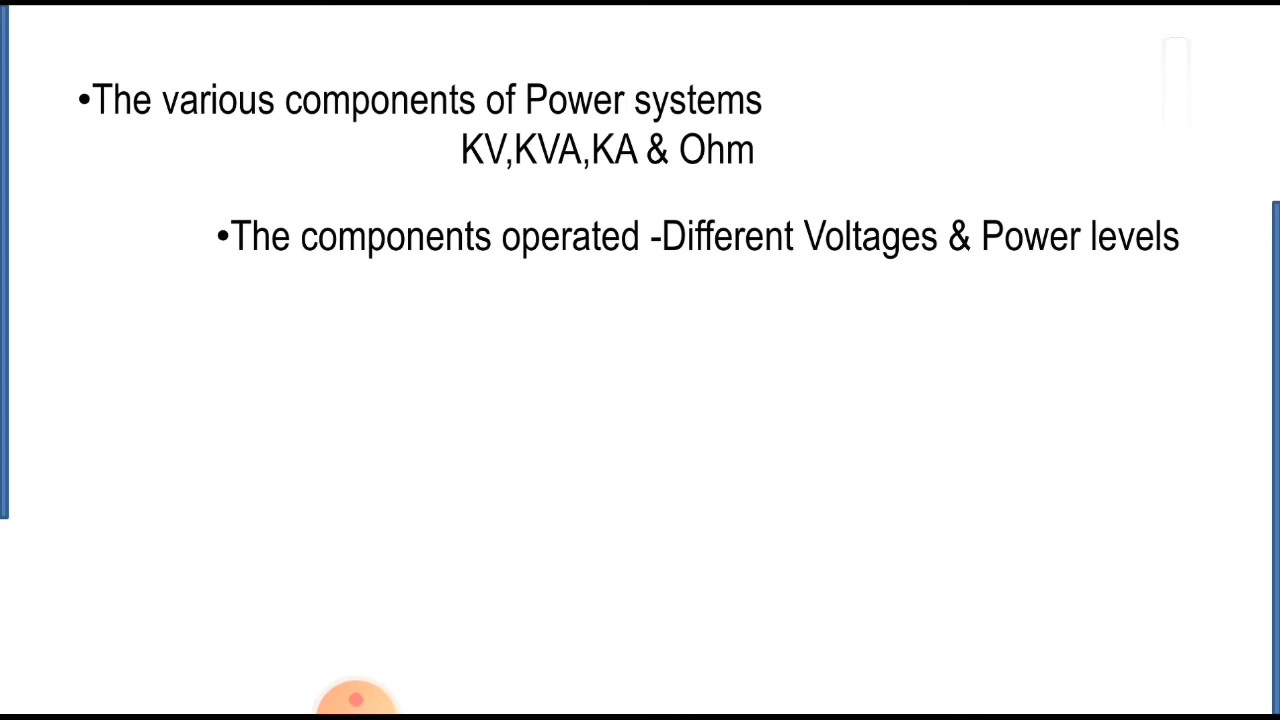 •The various components of Power systems
KV,KVA,KA & Ohm
•The components operated -Different Voltages & Power levels